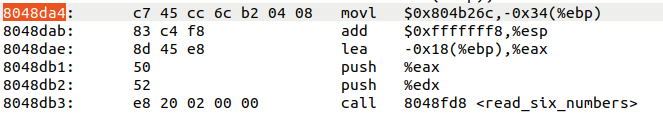 8048da4: c7 45 cc 6c b2 04 08 movl $0x804b26c,-0x34(%ebp)
8048dab: 83 c4 f8 add $0xfffffff8,%esp
8048dae: 8d 45 e8 lea -0x18(%ebp),%eax
8048db1: 50 push %eax
8048db2: 52 push %edx
8048db3: e8 20 02 00 00 call 8048fd8 <read_six_numbers>